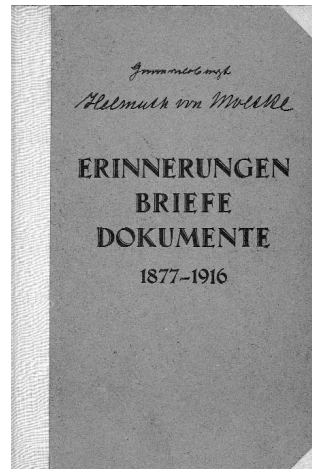 Generaloberst
Helmuth von Moltke
ERINNERUNGEN
BRIEFE
DOKUMENTE
1877–1916